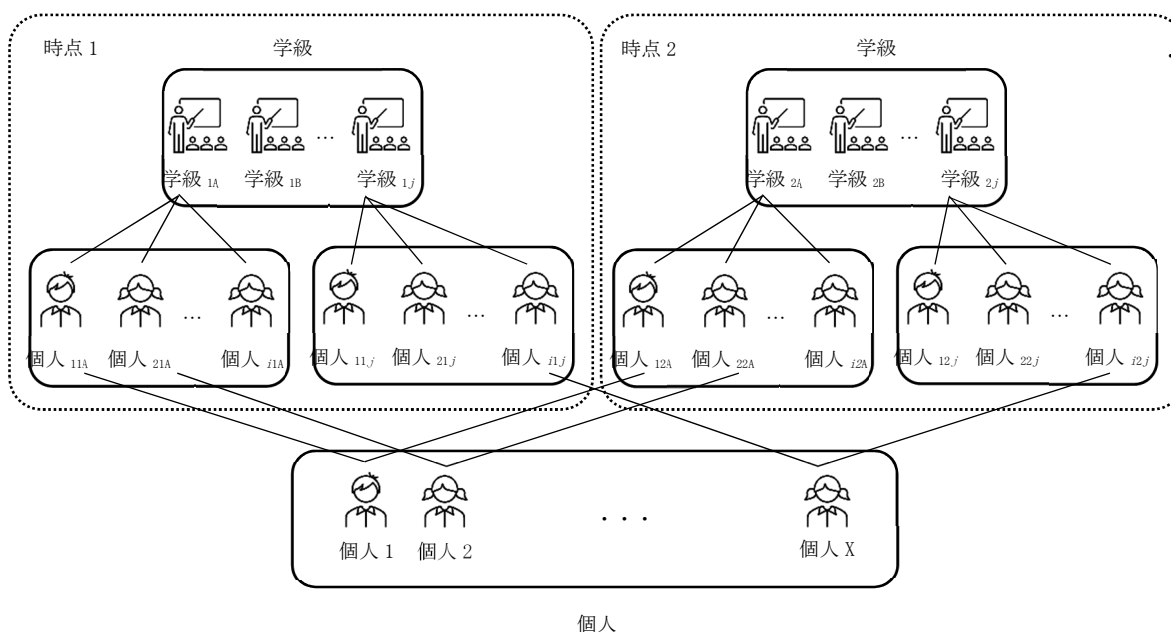 時点 1 学級 時点 2 学級
学級 1A 学級 1B … 学級 1j 学級 2A 学級 2B … 学級 2j
… … … …
個人 11A 個人 21A 個人 i1A 個人 11j 個人 21j 個人 i1j 個人 12A 個人 22A 個人 i2A 個人 12j 個人 22j 個人 i2j
・・・
個人 1 個人 2 個人 X
個人